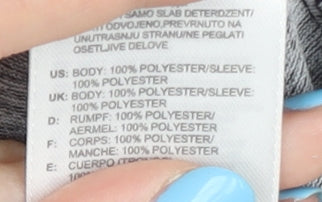 SAMO SLAB DETERDZENT/
ODVOJENO,PREVRNUTO NA
UNUTRASNJU STRANU/NE PEGLATI
OSETLJIVE DELOVE
US: BODY: 100% POLYESTER/SLEEVE:
100% POLYESTER
UK: BODY: 100% POLYESTER/SLEEVE:
100% POLYESTER
D: RUMPF: 100% POLYESTER/
AERMEL: 100% POLYESTER
F: CORPS: 100% POLYESTER/
MANCHE: 100% POLYESTER
E: CUERPO